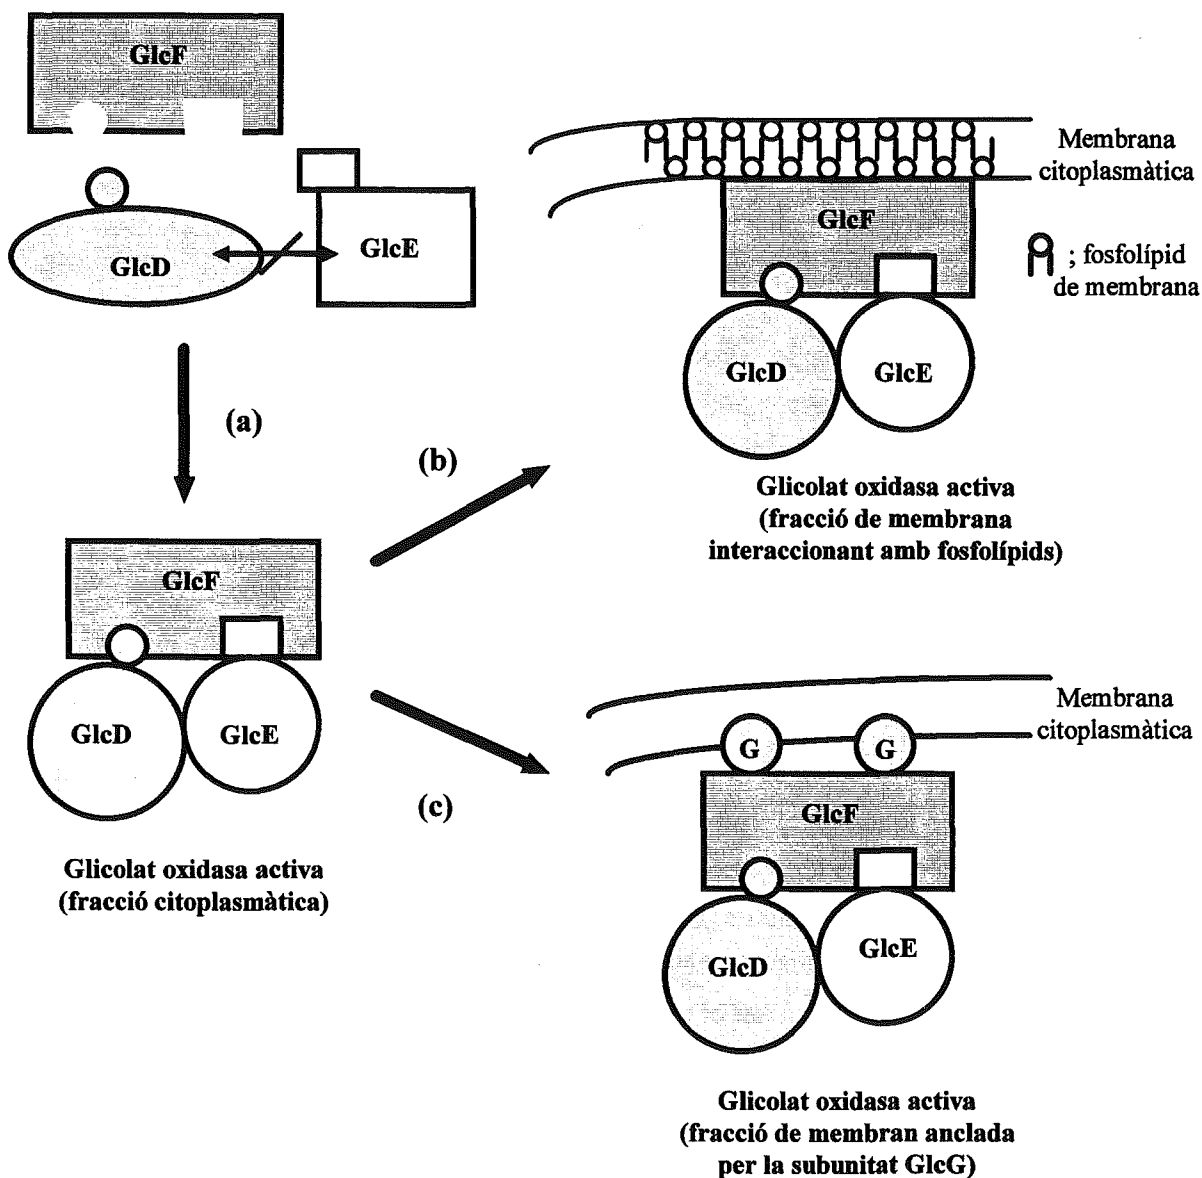 GlcF
GlcD
GlcE
(a)
GlcF
GlcD
GlcE
Glicolat oxidasa activa
(fracció citoplasmàtica)
(b)
Membrana
citoplasmàtica
; fosfolípid
de membrana
GlcF
GlcD
GlcE
Glicolat oxidasa activa
(fracció de membrana
interaccionant amb fosfolípids)
(c)
Membrana
citoplasmàtica
G
G
GlcF
GlcD
GlcE
Glicolat oxidasa activa
(fracció de membran anclada
per la subunitat GlcG)